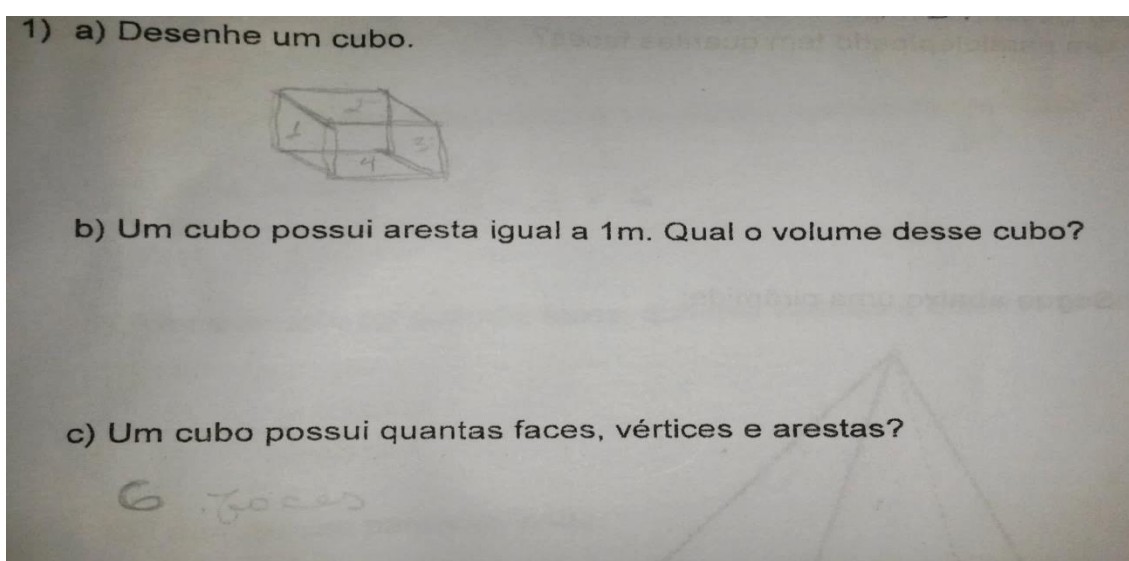 1) a) Desenhe um cubo.
1 2 3 4
b) Um cubo possui aresta igual a 1m. Qual o volume desse cubo?
c) Um cubo possui quantas faces, vértices e arestas?
6 faces